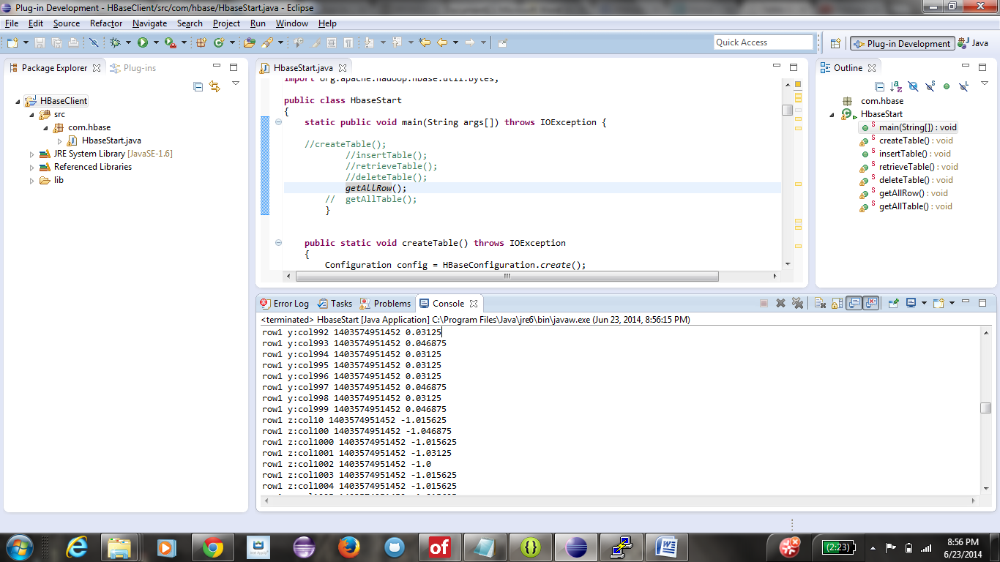 Plug-in Development - HBaseClient/src/com/hbase/HbaseStart.java - Eclipse
File Edit Source Refactor Navigate Search Project Run Window Help
Quick Access
Plug-in Development
Java
Package Explorer
Plug-ins
HBaseClient
src
com.hbase
HbaseStart.java
JRE System Library [JavaSE-1.6]
Referenced Libraries
lib
HbaseStart.java
import org.apache.hadoop.hbase.util.Bytes;
public class HbaseStart
{
static public void main(String args[]) throws IOException {
//createTable();
//insertTable();
//retrieveTable();
//deleteTable();
getAllRow();
// getAllTable();
}
public static void createTable() throws IOException
{
Configuration config = HBaseConfiguration.create();
Outline
com.hbase
HbaseStart
main(String[]) : void
createTable() : void
insertTable() : void
retrieveTable() : void
deleteTable() : void
getAllRow() : void
getAllTable() : void
Error Log
Tasks
Problems
Console
<terminated> HbaseStart [Java Application] C:\Program Files\Java\jre6\bin\javaw.exe (Jun 23, 2014, 8:56:15 PM)
row1 y:col992 1403574951452 0.03125
row1 y:col993 1403574951452 0.046875
row1 y:col994 1403574951452 0.03125
row1 y:col995 1403574951452 0.03125
row1 y:col996 1403574951452 0.03125
row1 y:col997 1403574951452 0.046875
row1 y:col998 1403574951452 0.03125
row1 y:col999 1403574951452 0.046875
row1 z:col10 1403574951452 -1.015625
row1 z:col100 1403574951452 -1.046875
row1 z:col1000 1403574951452 -1.015625
row1 z:col1001 1403574951452 -1.03125
row1 z:col1002 1403574951452 -1.0
row1 z:col1003 1403574951452 -1.015625
row1 z:col1004 1403574951452 -1.015625
of
(2:23)
8:56 PM
6/23/2014